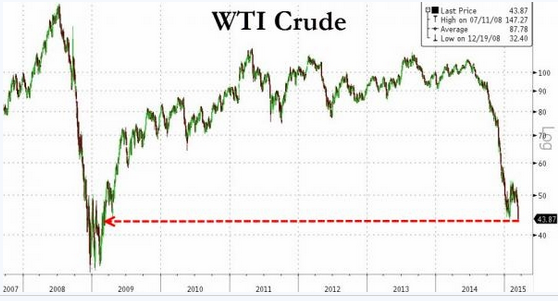 WTI Crude
Last Price 43.87
High on 07/11/08 147.27
Average 87.78
Low on 12/19/08 32.40
100
90
80
70
60
50
43.87
40
Log
2007 2008 2009 2010 2011 2012 2013 2014 2015